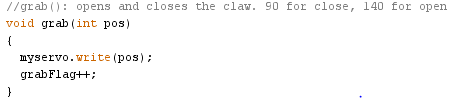 //grab(): opens and closes the claw. 90 for close, 140 for open
void grab(int pos)
{
  myservo.write(pos);
  grabFlag++;
}